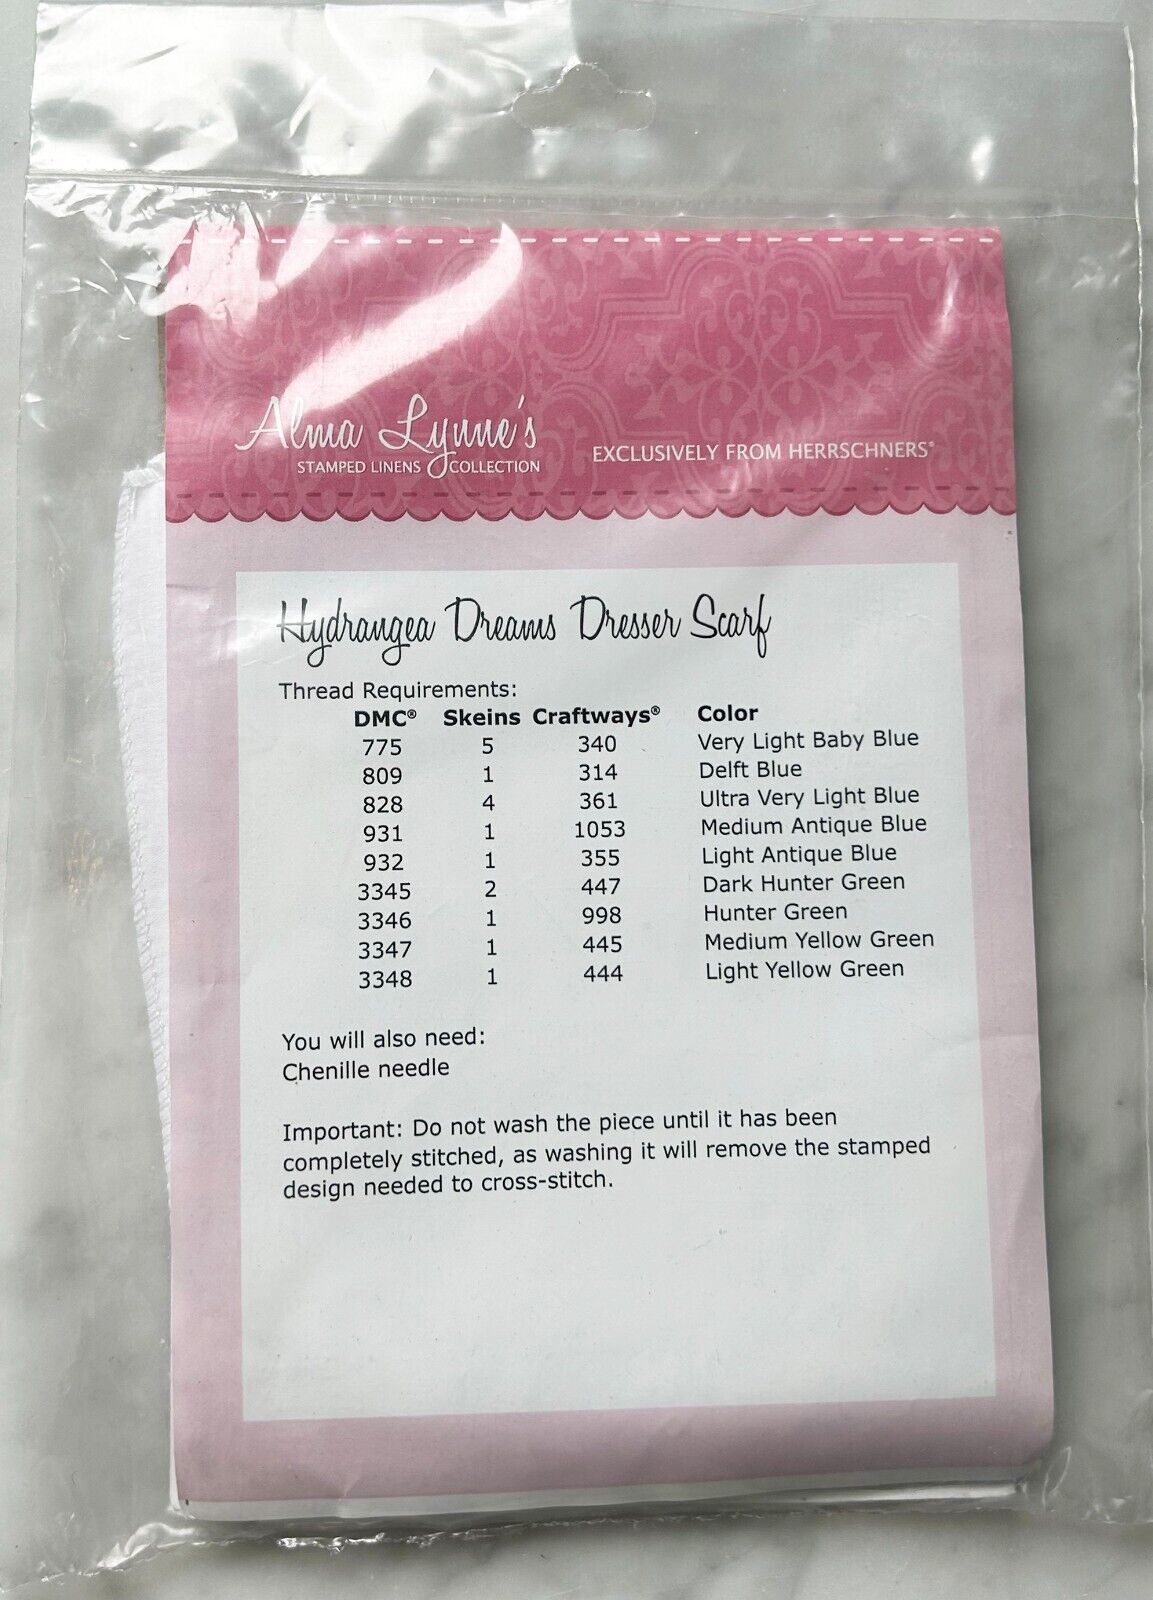 Alma Lynne's
STAMPED LINENS COLLECTION
EXCLUSIVELY FROM HERRSCHNERS®
Hydrangea Dreams Dresser Scarf
Thread Requirements:
DMC® Skeins Craftways® Color
775 5 340 Very Light Baby Blue
809 1 314 Delft Blue
828 4 361 Ultra Very Light Blue
931 1 1053 Medium Antique Blue
932 1 355 Light Antique Blue
3345 2 447 Dark Hunter Green
3346 1 998 Hunter Green
3347 1 445 Medium Yellow Green
3348 1 444 Light Yellow Green
You will also need:
Chenille needle
Important: Do not wash the piece until it has been
completely stitched, as washing it will remove the stamped
design needed to cross-stitch.